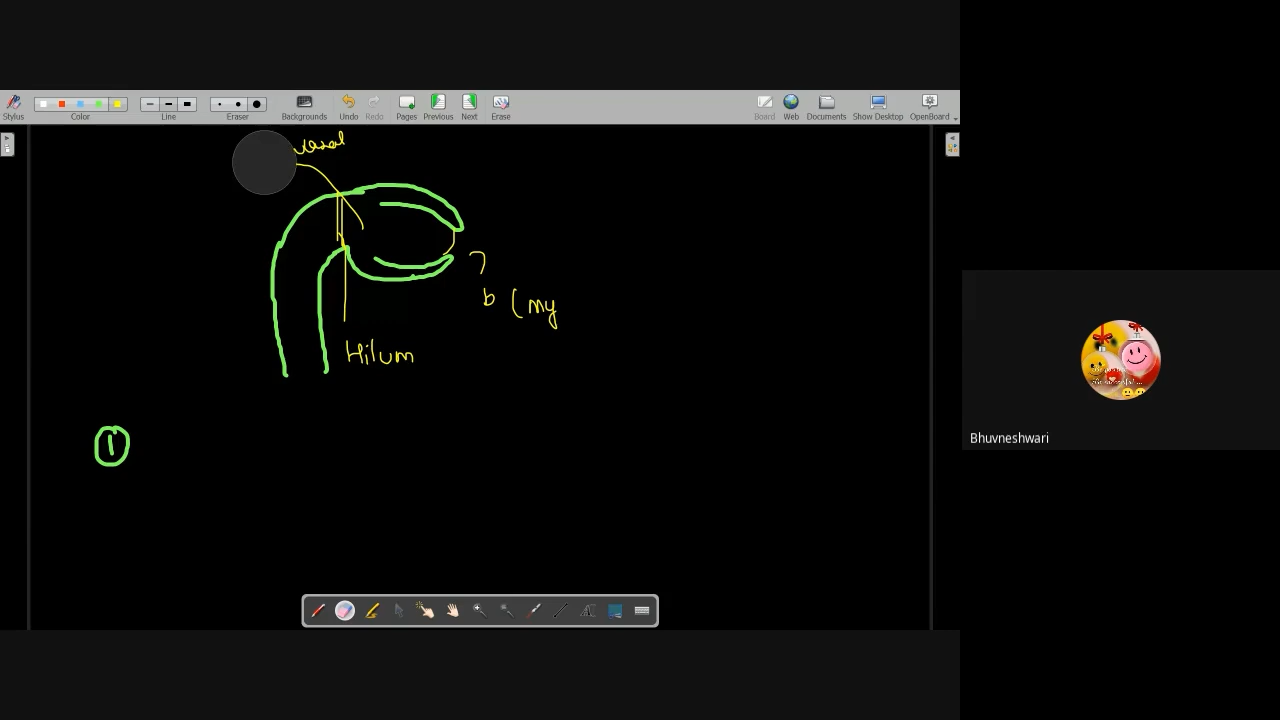 Stylus
Color
Line
Eraser
Backgrounds
Undo
Redo
Pages
Previous
Next
Erase
Board
Web
Documents
Show Desktop
OpenBoard
b (my
Hilum
1
Bhuvneshwari